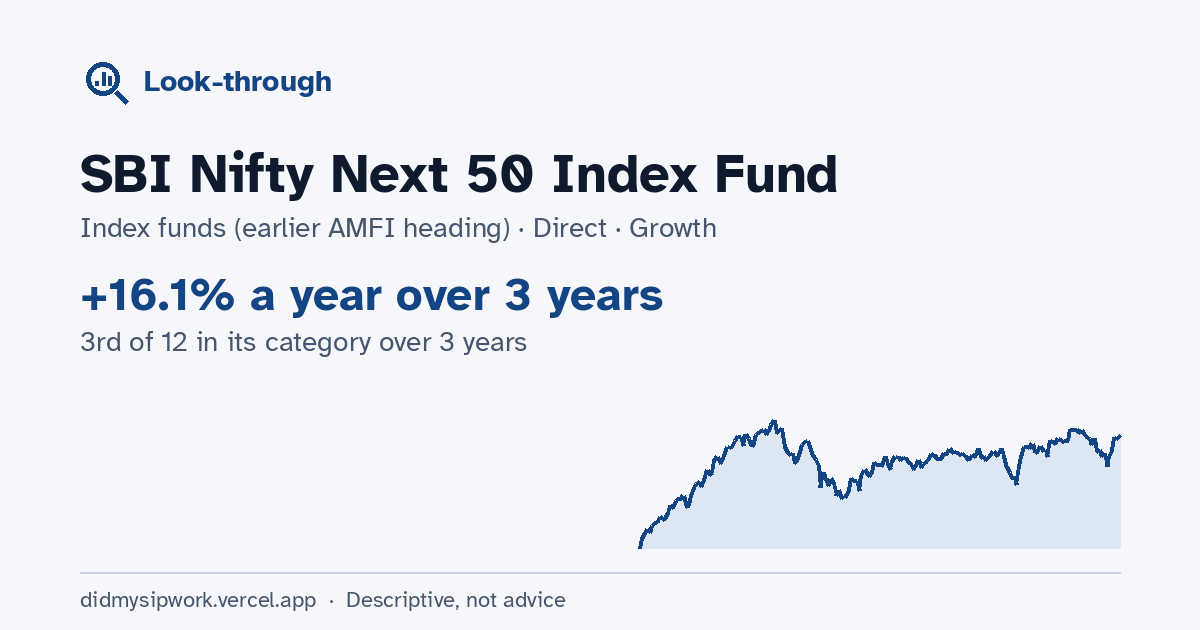 Look-through
SBI Nifty Next 50 Index Fund
Index funds (earlier AMFI heading) · Direct · Growth
+16.1% a year over 3 years
3rd of 12 in its category over 3 years
didmysipwork.vercel.app · Descriptive, not advice